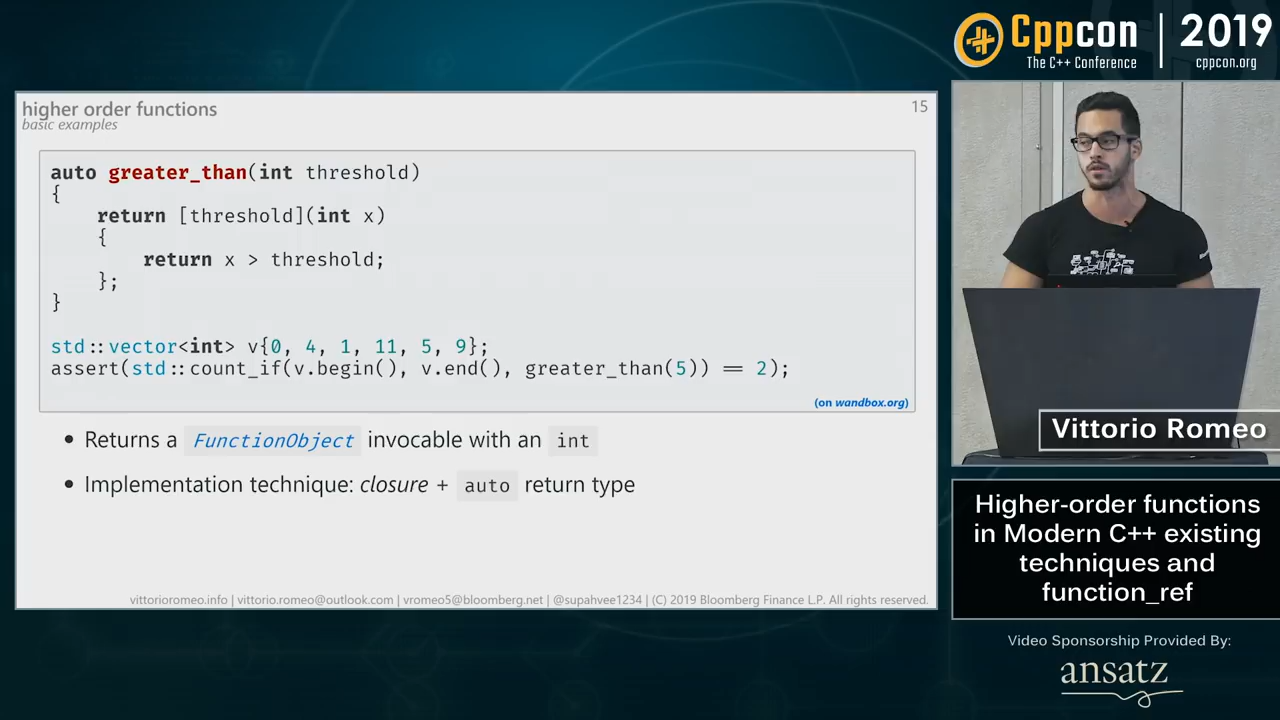 higher order functions
basic examples
15
auto greater_than(int threshold)
{
return [threshold](int x)
{
return x > threshold;
};
}
std::vector<int> v{0, 4, 1, 11, 5, 9};
assert(std::count_if(v.begin(), v.end(), greater_than(5)) == 2);
(on wandbox.org)
• Returns a FunctionObject invocable with an int
• Implementation technique: closure + auto return type
vittorioromeo.info | vittorio.romeo@outlook.com | vromeo5@bloomberg.net | @supahvee1234 | (C) 2019 Bloomberg Finance L.P. All rights reserved.
Cppcon | 2019
The C++ Conference
cppcon.org
Vittorio Romeo
Higher-order functions
in Modern C++ existing
techniques and
function_ref
Video Sponsorship Provided By:
ansatz